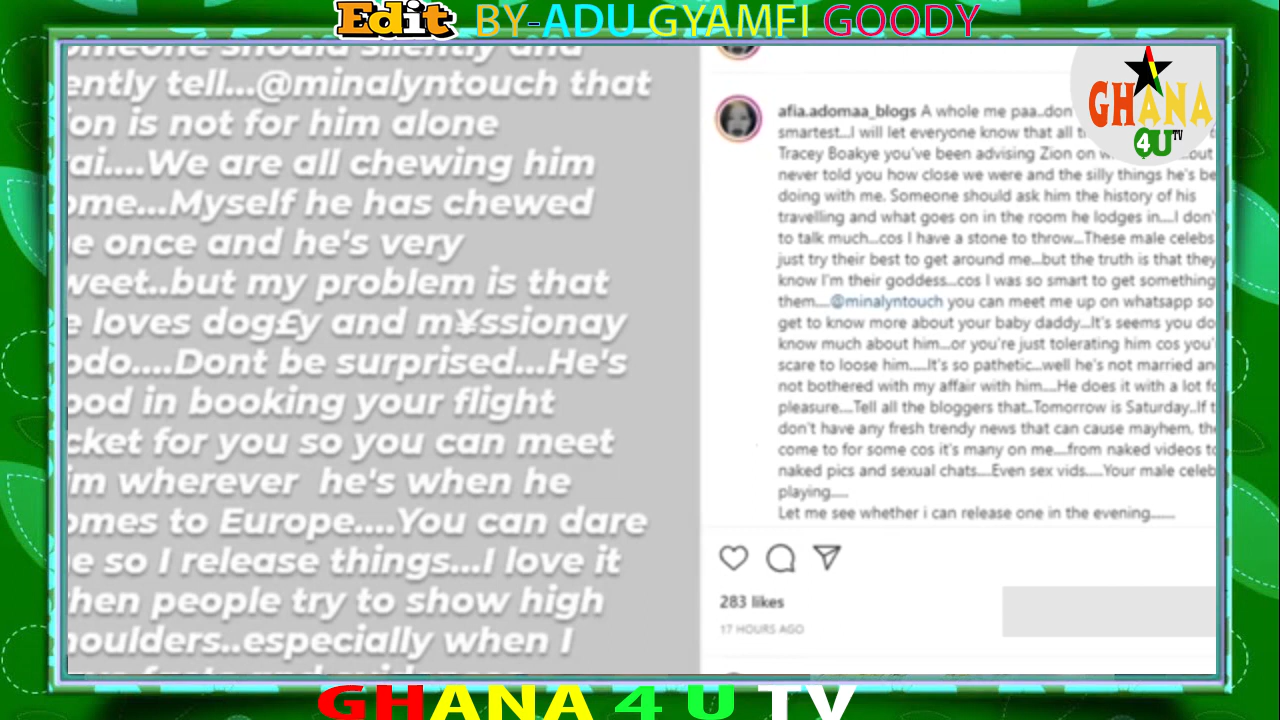 Edit BY-ADU GYAMFI GOODY
someone should silently and
ently tell...@minalyntouch that
ion is not for him alone
ai....We are all chewing him
ome...Myself he has chewed
e once and he's very
weet..but my problem is that
e loves dog£y and m¥ssionay
odo....Dont be surprised...He's
ood in booking your flight
cket for you so you can meet
im wherever he's when he
omes to Europe....You can dare
e so I release things...I love it
hen people try to show high
houlders..especially when I
afia.adomaa_blogs A whole me paa..don
smartest...I will let everyone know that all
Tracey Boakye you've been advising Zion on
never told you how close we were and the silly things he's be
doing with me. Someone should ask him the history of his
travelling and what goes on in the room he lodges in....I don'
to talk much...cos I have a stone to throw...These male celebs
just try their best to get around me...but the truth is that they
know I'm their goddess...cos I was so smart to get something
them....@minalyntouch you can meet me up on whatsapp so
get to know more about your baby daddy...It's seems you do
know much about him...or you're just tolerating him cos you'
scare to loose him.....It's so pathetic...well he's not married an
not bothered with my affair with him....He does it with a lot fo
pleasure....Tell all the bloggers that..Tomorrow is Saturday..If t
don't have any fresh trendy news that can cause mayhem, the
come to for some cos it's many on me....from naked videos to
naked pics and sexual chats....Even sex vids.....Your male celeb
playing.....
Let me see whether i can release one in the evening.......
283 likes
17 HOURS AGO
GHANA
4U TV
GHANA 4 U TV